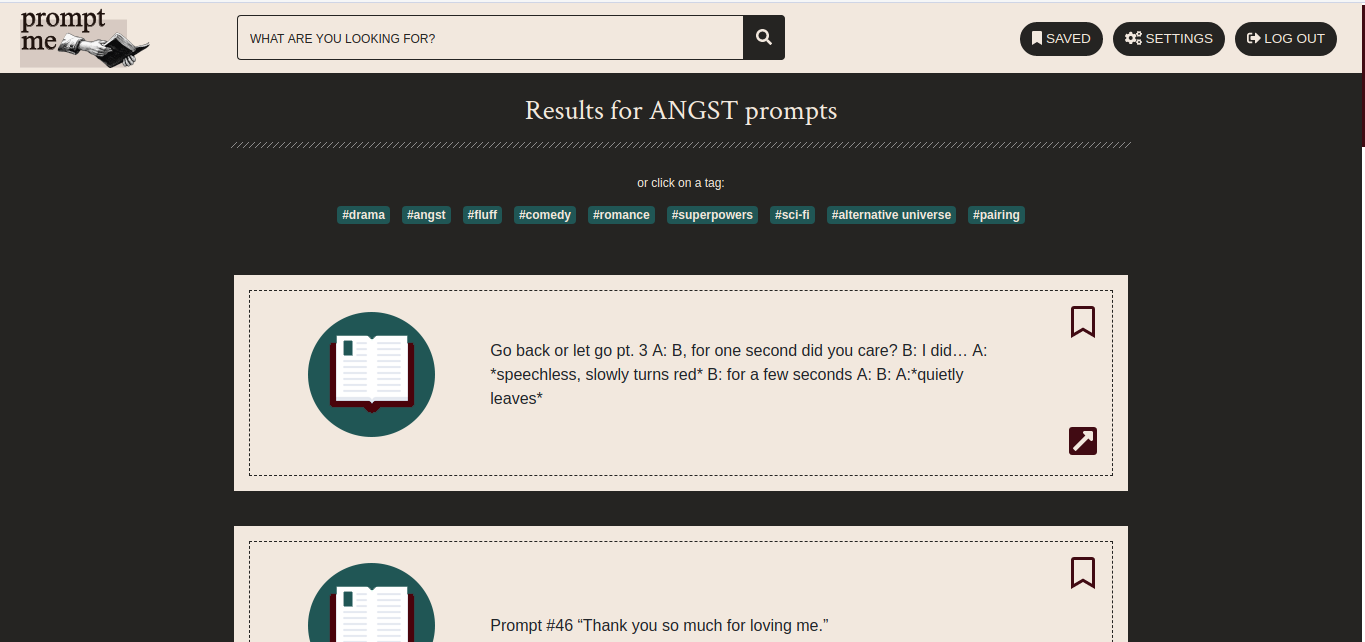 prompt
me
WHAT ARE YOU LOOKING FOR?
SAVED
SETTINGS
LOG OUT
Results for ANGST prompts
or click on a tag:
#drama #angst #fluff #comedy #romance #superpowers #sci-fi #alternative universe #pairing
Go back or let go pt. 3 A: B, for one second did you care? B: I did… A:
*speechless, slowly turns red* B: for a few seconds A: B: A:*quietly
leaves*
Prompt #46 “Thank you so much for loving me.”